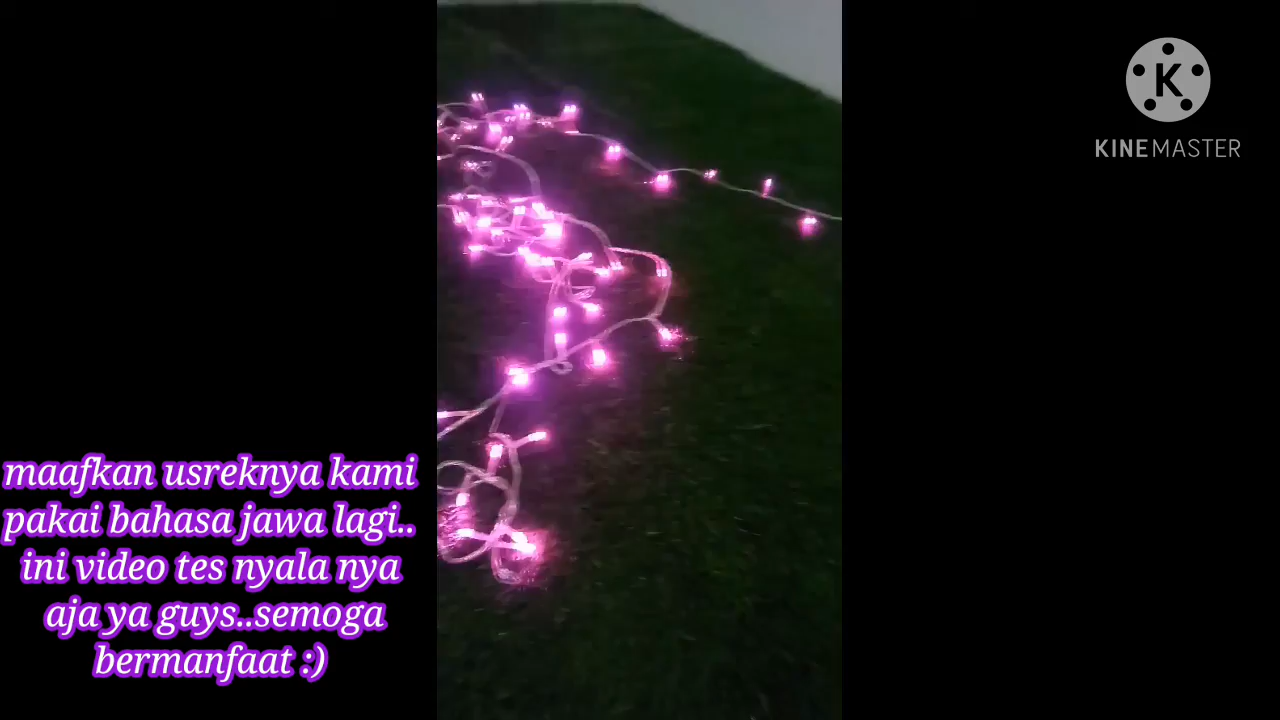 KINEMASTER
maafkan usreknya kami
pakai bahasa jawa lagi..
ini video tes nyala nya
aja ya guys..semoga
bermanfaat :)